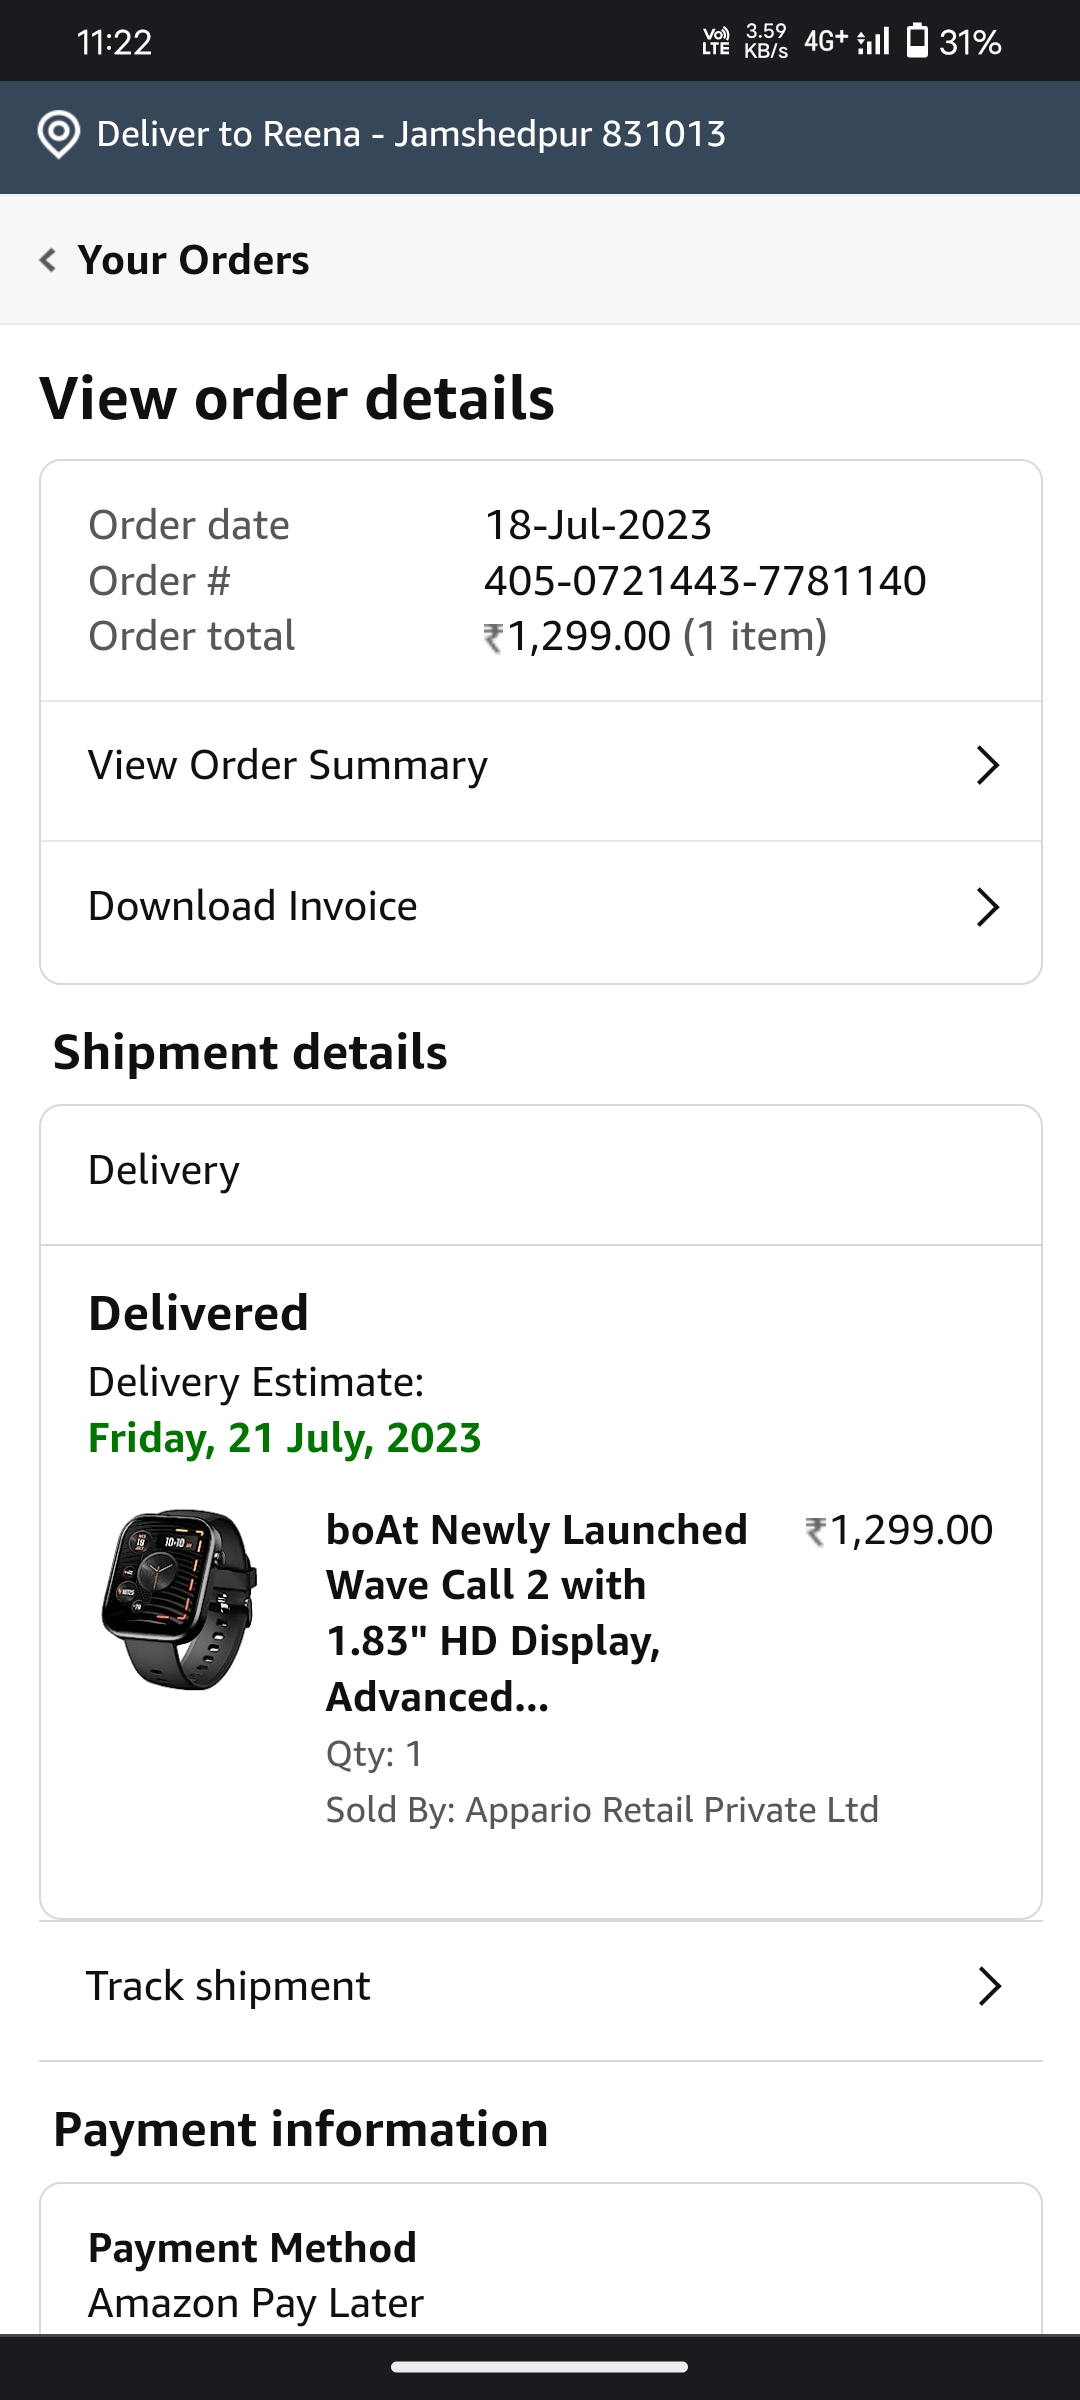 11:22
Vo) LTE 3.59 KB/s 4G+ 31%
Deliver to Reena - Jamshedpur 831013
Your Orders
View order details
Order date 18-Jul-2023
Order # 405-0721443-7781140
Order total ₹1,299.00 (1 item)
View Order Summary
Download Invoice
Shipment details
Delivery
Delivered
Delivery Estimate:
Friday, 21 July, 2023
10:10
boAt Newly Launched ₹1,299.00
Wave Call 2 with
1.83" HD Display,
Advanced...
Qty: 1
Sold By: Appario Retail Private Ltd
Track shipment
Payment information
Payment Method
Amazon Pay Later